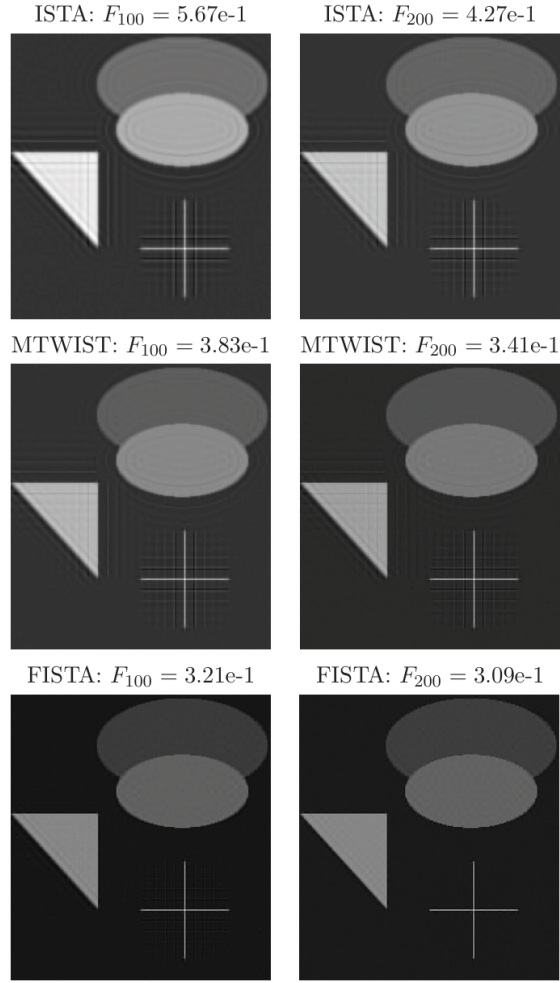 ISTA: F₁₀₀ = 5.67e-1
ISTA: F₂₀₀ = 4.27e-1
MTWIST: F₁₀₀ = 3.83e-1
MTWIST: F₂₀₀ = 3.41e-1
FISTA: F₁₀₀ = 3.21e-1
FISTA: F₂₀₀ = 3.09e-1